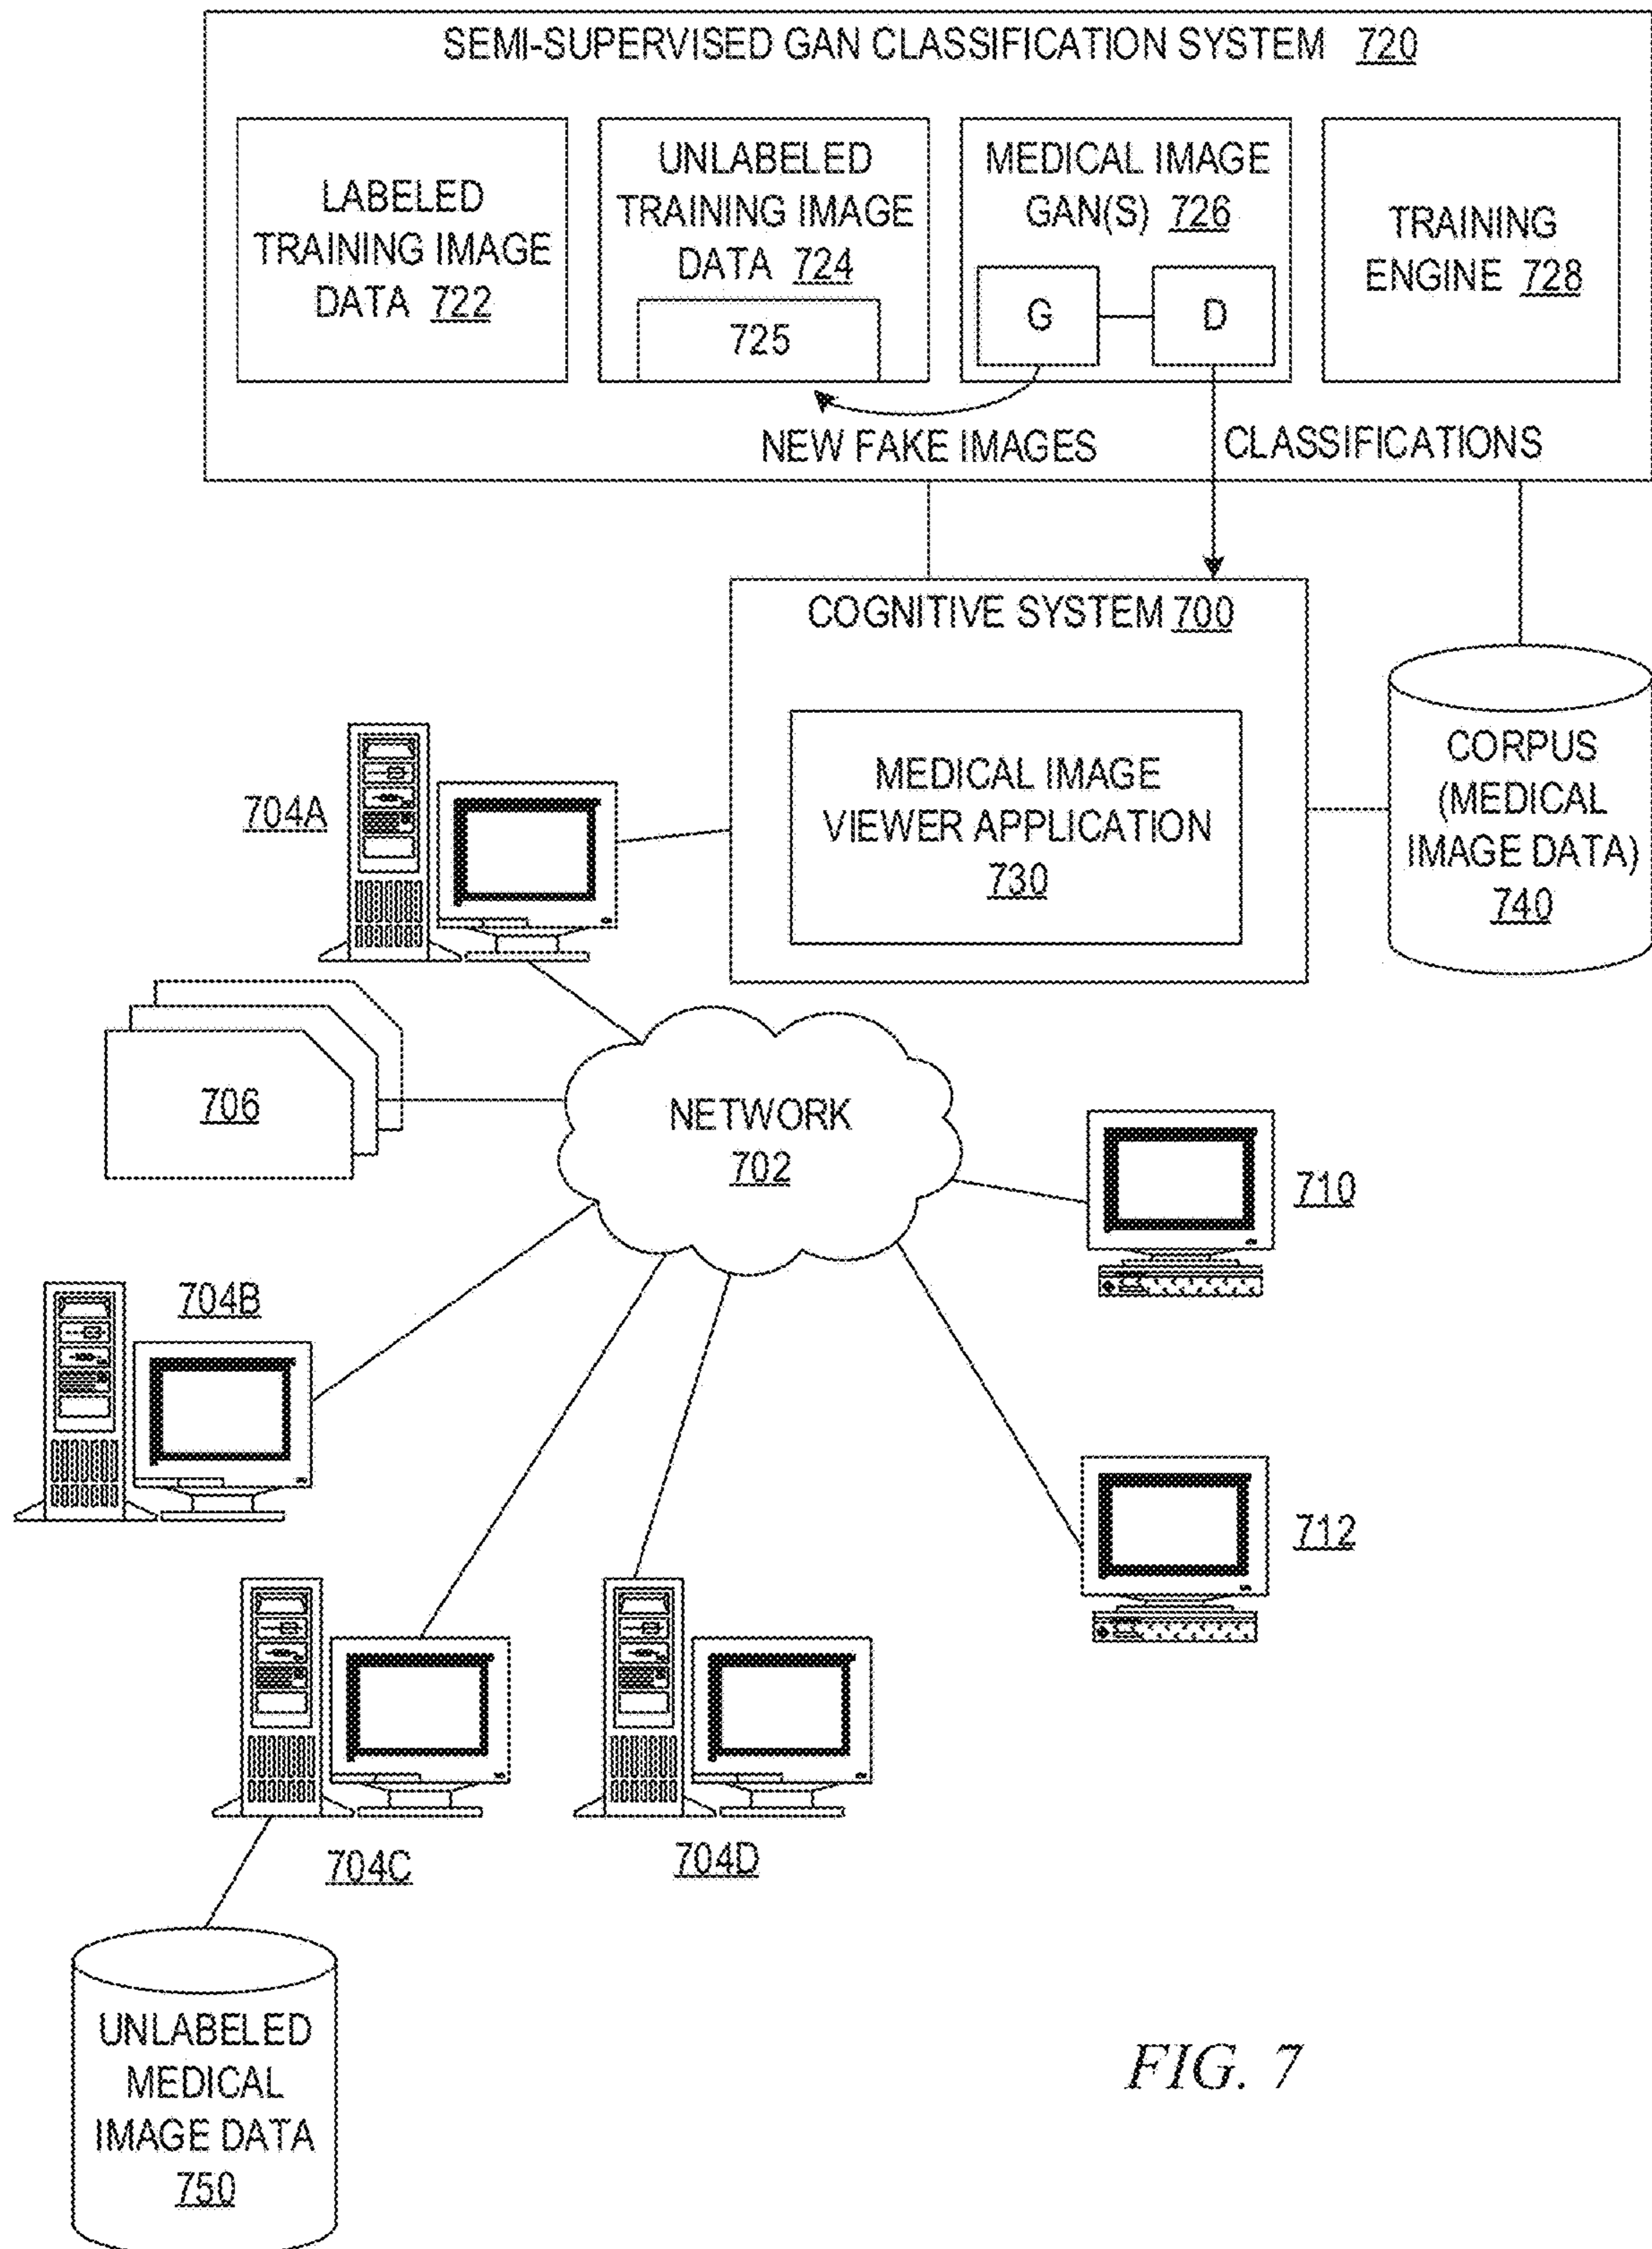 SEMI-SUPERVISED GAN CLASSIFICATION SYSTEM 720
LABELED
TRAINING IMAGE
DATA 722
UNLABELED
TRAINING IMAGE
DATA 724
725
MEDICAL IMAGE
GAN(S) 726
G
D
TRAINING
ENGINE 728
NEW FAKE IMAGES
CLASSIFICATIONS
COGNITIVE SYSTEM 700
MEDICAL IMAGE
VIEWER APPLICATION
730
CORPUS
(MEDICAL
IMAGE DATA)
740
704A
706
NETWORK
702
710
704B
712
704C
704D
UNLABELED
MEDICAL
IMAGE DATA
750
FIG. 7